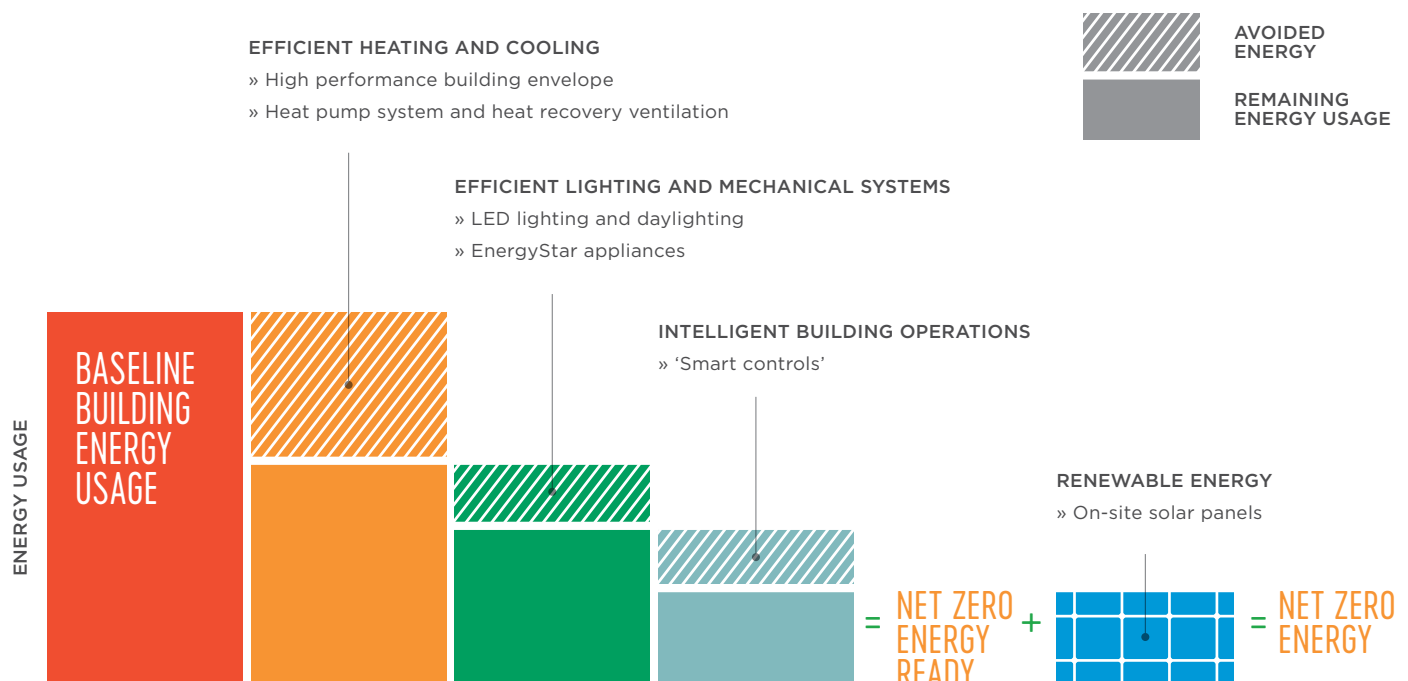 EFFICIENT HEATING AND COOLING
» High performance building envelope
» Heat pump system and heat recovery ventilation
AVOIDED
ENERGY
REMAINING
ENERGY USAGE
EFFICIENT LIGHTING AND MECHANICAL SYSTEMS
» LED lighting and daylighting
» EnergyStar appliances
INTELLIGENT BUILDING OPERATIONS
» ‘Smart controls’
RENEWABLE ENERGY
» On-site solar panels
ENERGY USAGE
BASELINE
BUILDING
ENERGY
USAGE
=
NET ZERO
ENERGY
READY
+
=
NET ZERO
ENERGY